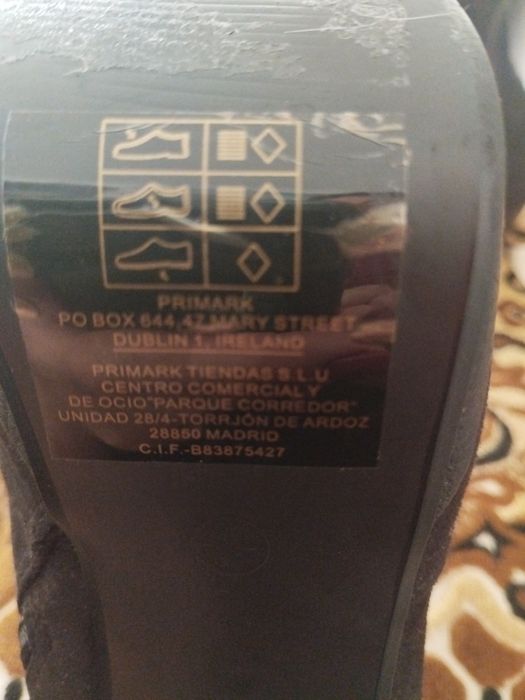 PRIMARK
PO BOX 644, 47 MARY STREET
DUBLIN 1, IRELAND
PRIMARK TIENDAS S.L.U
CENTRO COMERCIAL Y
DE OCIO"PARQUE CORREDOR"
UNIDAD 28/4-TORRJÓN DE ARDOZ
28850 MADRID
C.I.F.-B83875427